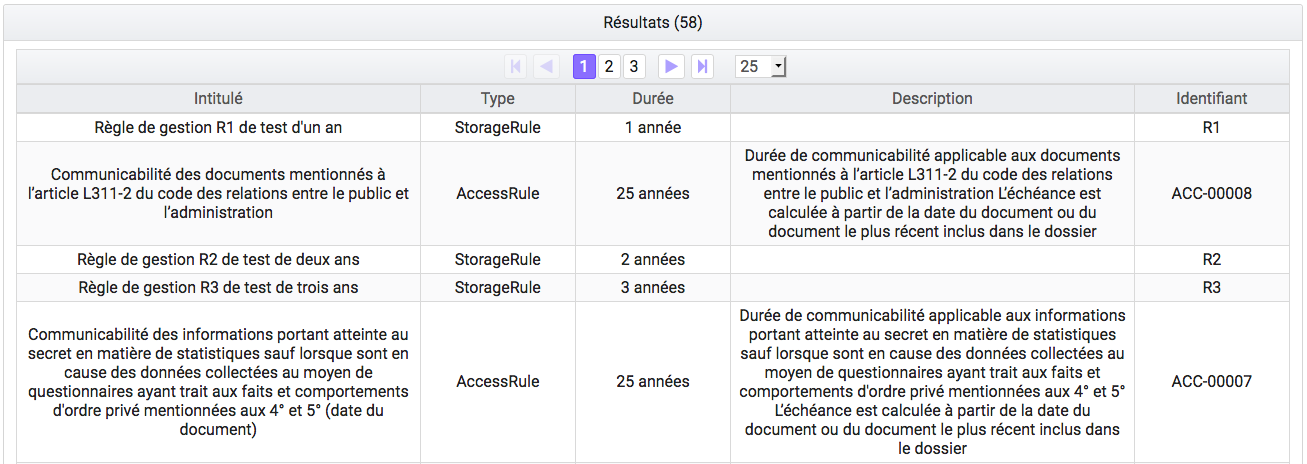 Résultats (58)
1 2 3 25
Intitulé Type Durée Description Identifiant
Règle de gestion R1 de test d'un an StorageRule 1 année R1
Communicabilité des documents mentionnés à
l’article L311-2 du code des relations entre le public et
l’administration
AccessRule
25 années
Durée de communicabilité applicable aux documents
mentionnés à l’article L311-2 du code des relations
entre le public et l’administration L’échéance est
calculée à partir de la date du document ou du
document le plus récent inclus dans le dossier
ACC-00008
Règle de gestion R2 de test de deux ans StorageRule 2 années R2
Règle de gestion R3 de test de trois ans StorageRule 3 années R3
Communicabilité des informations portant atteinte au
secret en matière de statistiques sauf lorsque sont en
cause des données collectées au moyen de
questionnaires ayant trait aux faits et comportements
d'ordre privé mentionnées aux 4° et 5° (date du
document)
AccessRule
25 années
Durée de communicabilité applicable aux informations
portant atteinte au secret en matière de statistiques
sauf lorsque sont en cause des données collectées au
moyen de questionnaires ayant trait aux faits et
comportements d'ordre privé mentionnées aux 4° et 5°
L’échéance est calculée à partir de la date du
document ou du document le plus récent inclus dans
le dossier
ACC-00007